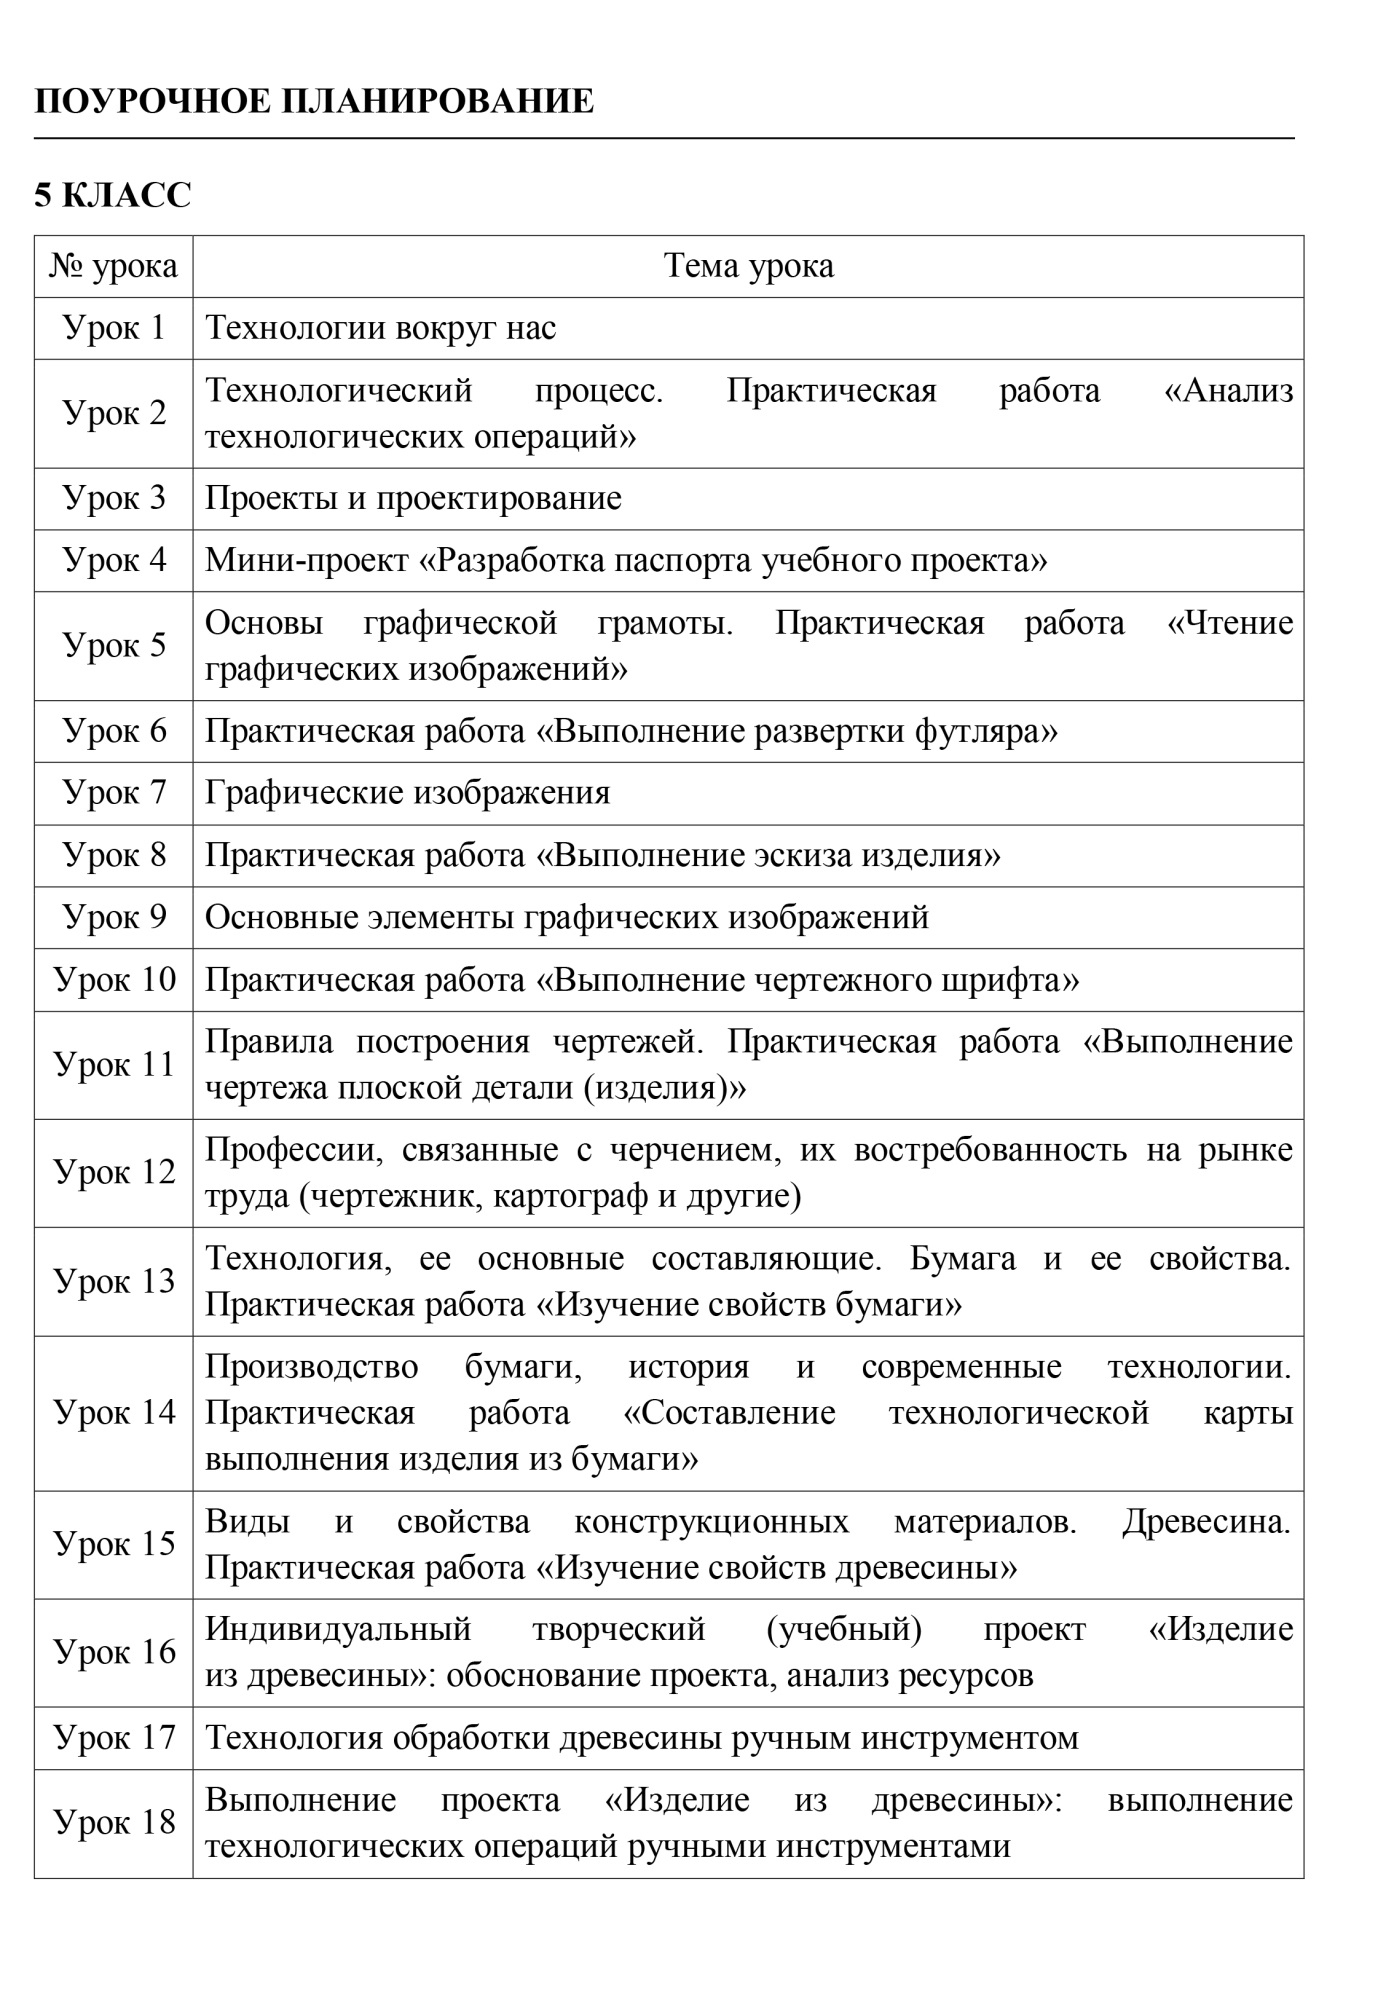 ПОУРОЧНОЕ ПЛАНИРОВАНИЕ
5 КЛАСС
№ урока Тема урока
Урок 1 Технологии вокруг нас
Урок 2 Технологический процесс. Практическая работа «Анализ
технологических операций»
Урок 3 Проекты и проектирование
Урок 4 Мини-проект «Разработка паспорта учебного проекта»
Урок 5 Основы графической грамоты. Практическая работа «Чтение
графических изображений»
Урок 6 Практическая работа «Выполнение развертки футляра»
Урок 7 Графические изображения
Урок 8 Практическая работа «Выполнение эскиза изделия»
Урок 9 Основные элементы графических изображений
Урок 10 Практическая работа «Выполнение чертежного шрифта»
Урок 11 Правила построения чертежей. Практическая работа «Выполнение
чертежа плоской детали (изделия)»
Урок 12 Профессии, связанные с черчением, их востребованность на рынке
труда (чертежник, картограф и другие)
Урок 13 Технология, ее основные составляющие. Бумага и ее свойства.
Практическая работа «Изучение свойств бумаги»
Урок 14 Производство бумаги, история и современные технологии.
Практическая работа «Составление технологической карты
выполнения изделия из бумаги»
Урок 15 Виды и свойства конструкционных материалов. Древесина.
Практическая работа «Изучение свойств древесины»
Урок 16 Индивидуальный творческий (учебный) проект «Изделие
из древесины»: обоснование проекта, анализ ресурсов
Урок 17 Технология обработки древесины ручным инструментом
Урок 18 Выполнение проекта «Изделие из древесины»: выполнение
технологических операций ручными инструментами